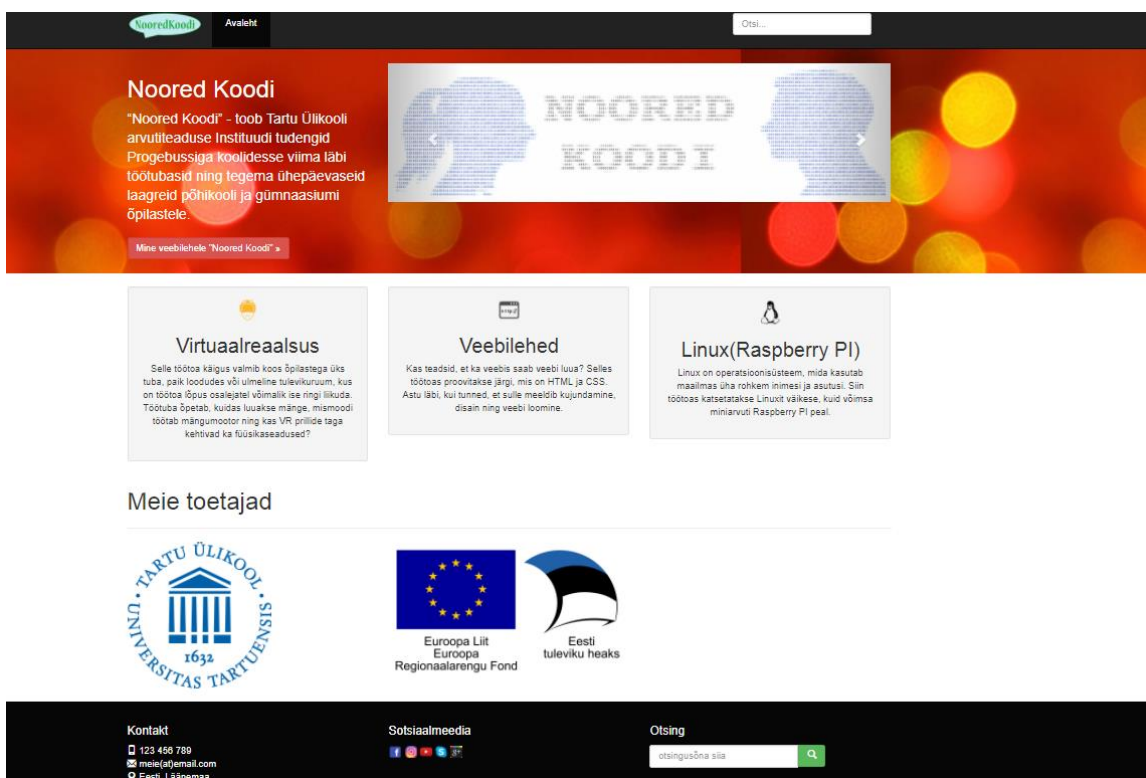 NooredKoodi
Avaleht
Otsi...
Noored Koodi
"Noored Koodi" - toob Tartu Ülikooli
arvutiteaduse Instituudi tudengid
Progebussiga koolidesse viima läbi
töötubasid ning tegema ühepäevaseid
laagreid põhikooli ja gümnaasiumi
õpilastele.
Mine veebilehele "Noored Koodi" »
NOORED
KOODI
Virtuaalreaalsus
Selle töötoa käigus valmib koos õpilastega üks
tuba, paik loodudes või ulmeline tulevikuruum, kus
on töötoa lõpus osalejatel võimalik ise ringi liikuda.
Töötuba õpetab, kuidas luuakse mänge, mismoodi
töötab mängumootor ning kas VR prillide taga
kehtivad ka füüsikaseadused?
Veebilehed
Kas teadsid, et ka veebis saab veebi luua? Selles
töötoas proovitakse järgi, mis on HTML ja CSS.
Astu läbi, kui tunned, et sulle meeldib kujundamine,
disain ning veebi loomine.
Linux(Raspberry PI)
Linux on operatsioonisüsteem, mida kasutab
maailmas üha rohkem inimesi ja asutusi. Siin
töötoas katsetatakse Linuxit väikese, kuid võimsa
miniarvuti Raspberry PI peal.
Meie toetajad
TARTU ÜLIKOOL
UNIVERSITAS TARTUENSIS
1632
Euroopa Liit
Euroopa
Regionaalarengu Fond
Eesti
tuleviku heaks
Kontakt
123 456 789
meie(at)email.com
Eesti, Läänemaa
Sotsiaalmeedia
Otsing
otsingusõna siia